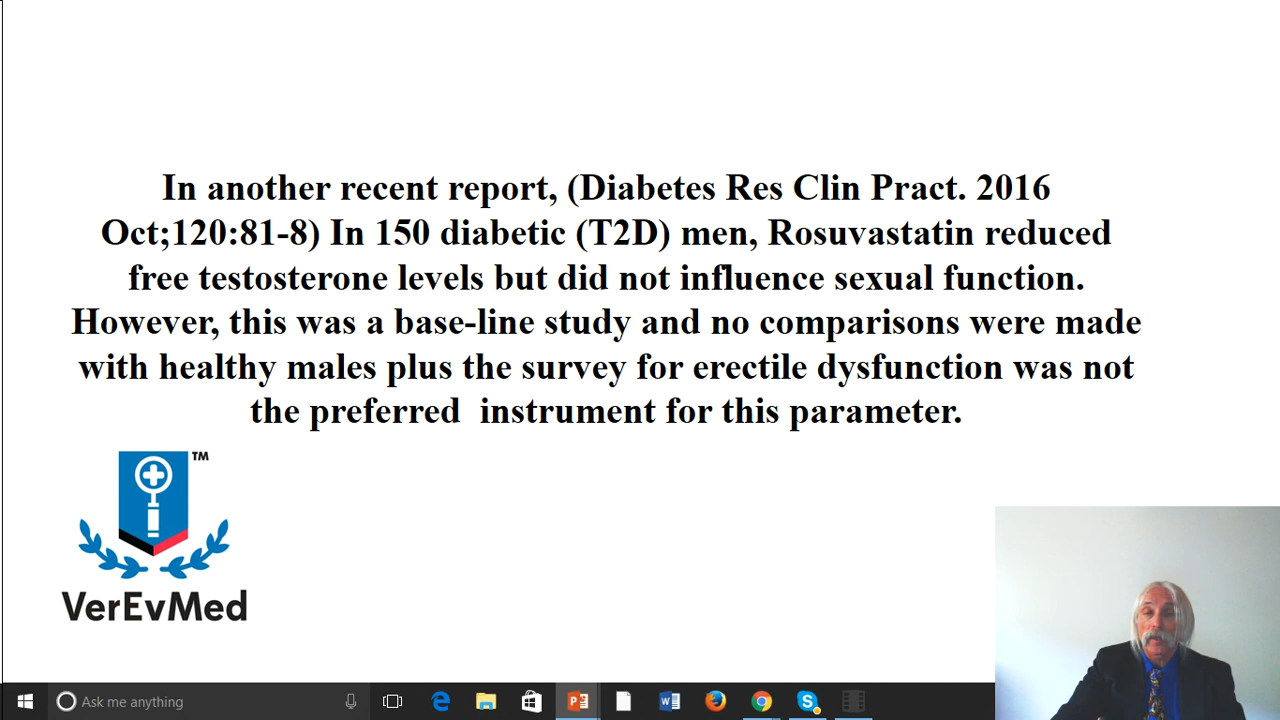 In another recent report, (Diabetes Res Clin Pract. 2016
Oct;120:81-8) In 150 diabetic (T2D) men, Rosuvastatin reduced
free testosterone levels but did not influence sexual function.
However, this was a base-line study and no comparisons were made
with healthy males plus the survey for erectile dysfunction was not
the preferred  instrument for this parameter.
TM
VerEvMed
Ask me anything